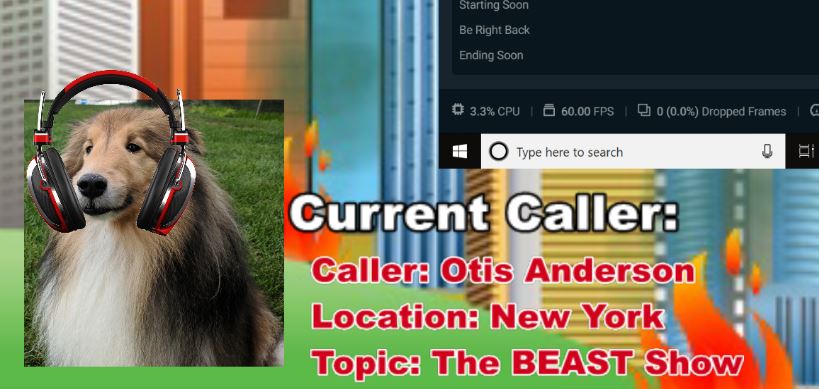 Starting Soon
Be Right Back
Ending Soon
3.3% CPU | 60.00 FPS | 0 (0.0%) Dropped Frames |
Type here to search
Current Caller:
Caller: Otis Anderson
Location: New York
Topic: The BEAST Show